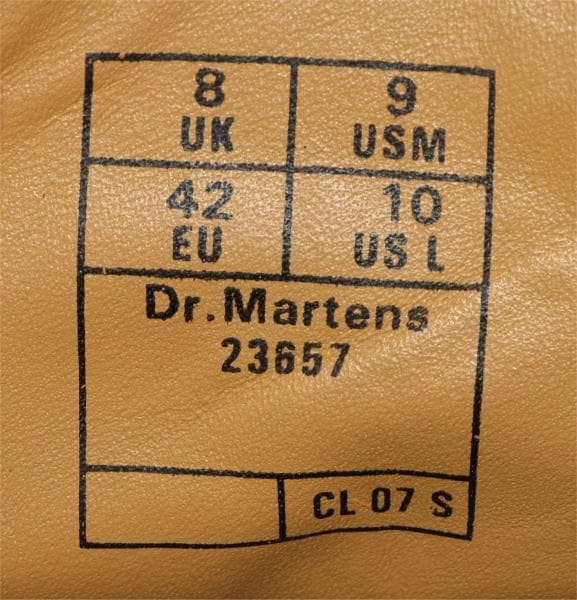 8
UK
9
USM
42
EU
10
US L
Dr.Martens
23657
CL 07 S